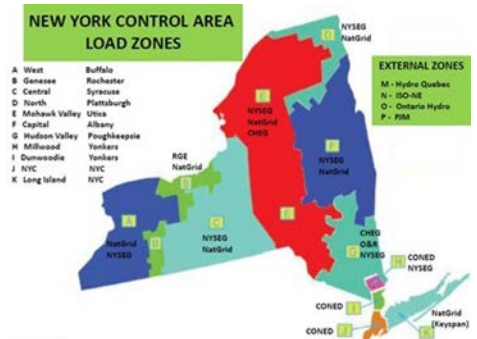 NEW YORK CONTROL AREA
LOAD ZONES
A West Buffalo
B Genesee Rochester
C Central Syracuse
D North Plattsburgh
E Mohawk Valley Utica
F Capital Albany
G Hudson Valley Poughkeepsie
H Millwood Yonkers
I Dunwoodie Yonkers
J NYC NYC
K Long Island NYC
D
NYSEG
NatGrid
EXTERNAL ZONES
M - Hydro Quebec
N - ISO-NE
O - Ontario Hydro
P - PJM
E
NYSEG
NatGrid
CHEG
F
NYSEG
NatGrid
RGE
NatGrid
B
A
NatGrid
NYSEG
B
C
NYSEG
NatGrid
E
CHEG
O&R
G NYSEG
H CONED
NYSEG
CONED I
CONED J
NatGrid
(Keyspan)
K